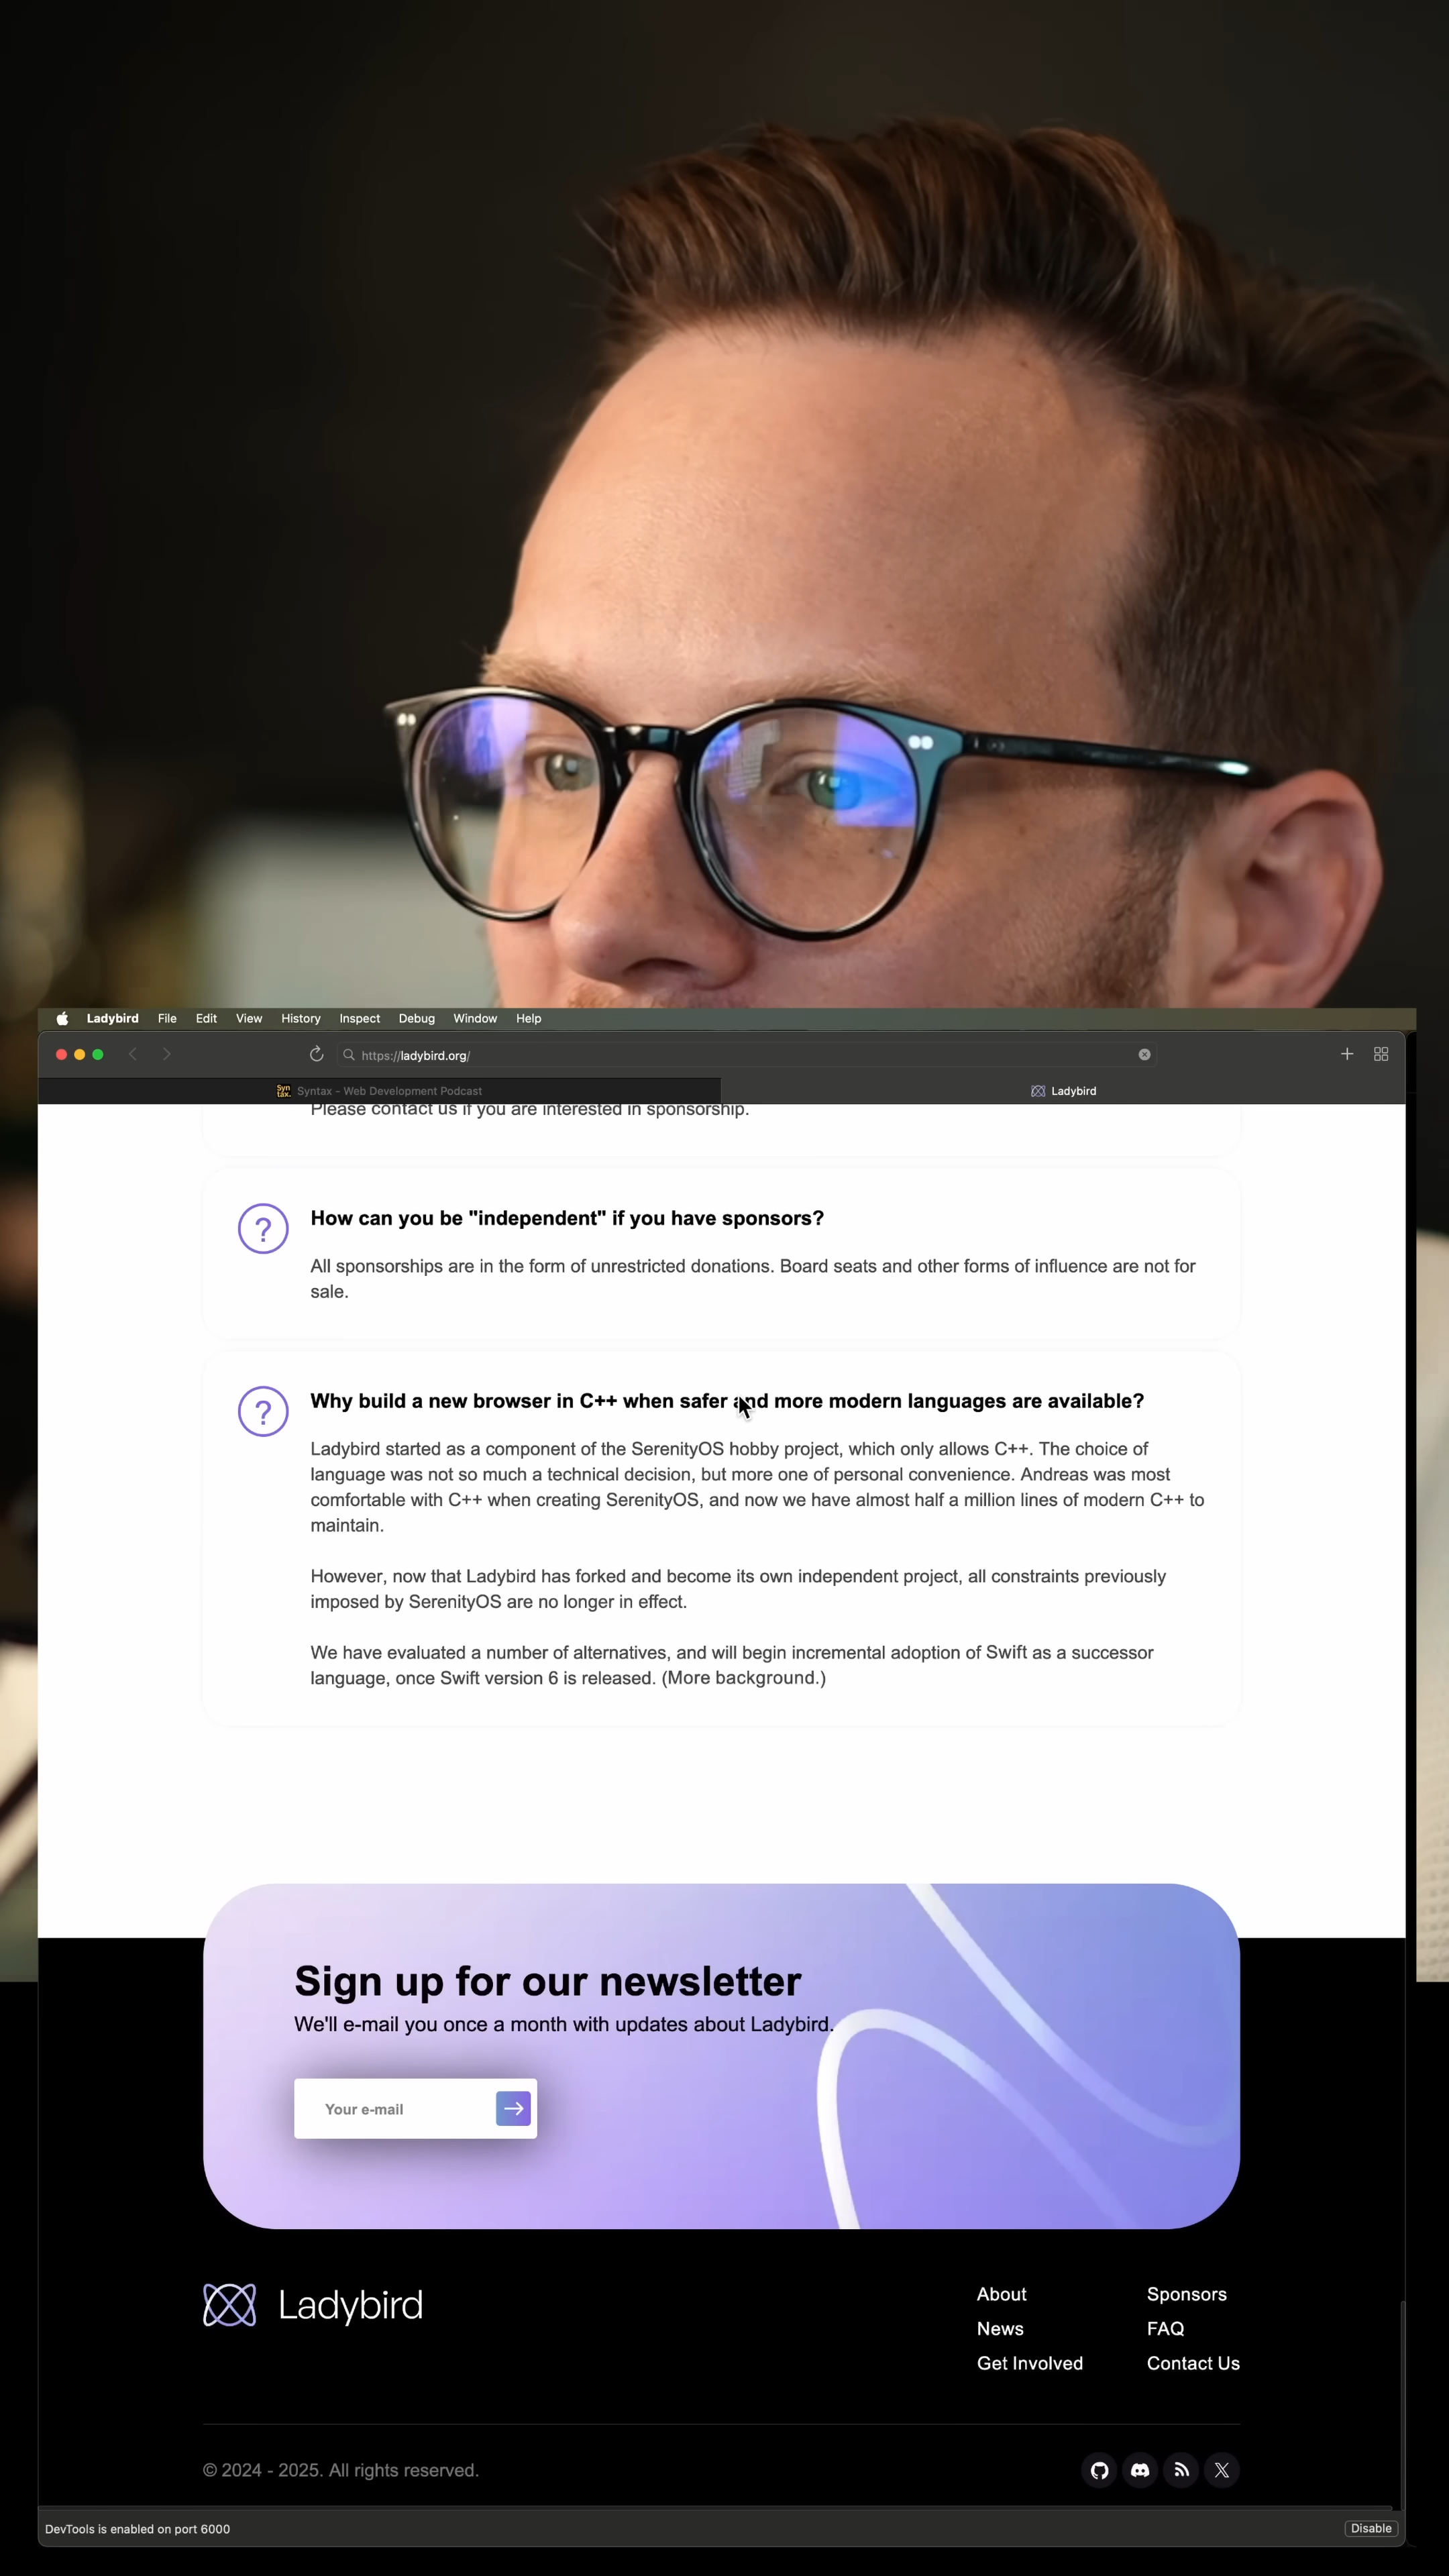 Ladybird File Edit View History Inspect Debug Window Help
https://ladybird.org/
Syn tax. Syntax - Web Development Podcast
Ladybird
Please contact us if you are interested in sponsorship.
? How can you be "independent" if you have sponsors?
All sponsorships are in the form of unrestricted donations. Board seats and other forms of influence are not for
sale.
? Why build a new browser in C++ when safer and more modern languages are available?
Ladybird started as a component of the SerenityOS hobby project, which only allows C++. The choice of
language was not so much a technical decision, but more one of personal convenience. Andreas was most
comfortable with C++ when creating SerenityOS, and now we have almost half a million lines of modern C++ to
maintain.
However, now that Ladybird has forked and become its own independent project, all constraints previously
imposed by SerenityOS are no longer in effect.
We have evaluated a number of alternatives, and will begin incremental adoption of Swift as a successor
language, once Swift version 6 is released. (More background.)
Sign up for our newsletter
We'll e-mail you once a month with updates about Ladybird.
Your e-mail
Ladybird
About Sponsors
News FAQ
Get Involved Contact Us
© 2024 - 2025. All rights reserved.
DevTools is enabled on port 6000 Disable